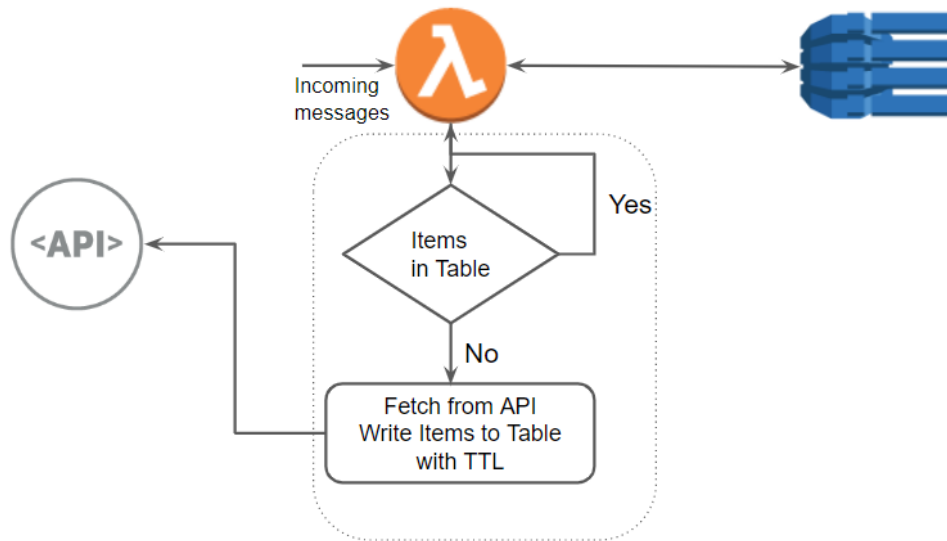 Incoming
messages
Yes
<API>
Items
in Table
No
Fetch from API
Write Items to Table
with TTL